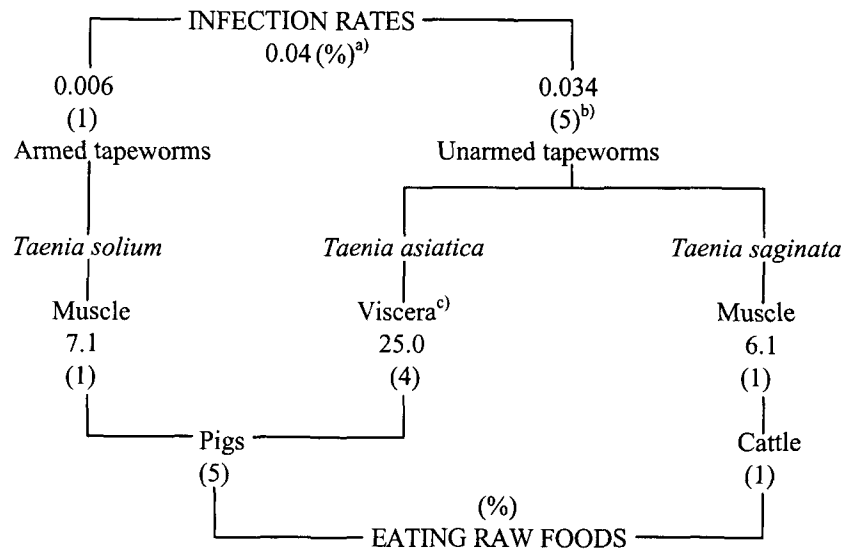 INFECTION RATES
0.04 (%)a)
0.006 0.034
(1) (5)b)
Armed tapeworms Unarmed tapeworms
Taenia solium Taenia asiatica Taenia saginata
Muscle Viscerac) Muscle
7.1 25.0 6.1
(1) (4) (1)
Pigs Cattle
(5) (1)
(%)
EATING RAW FOODS